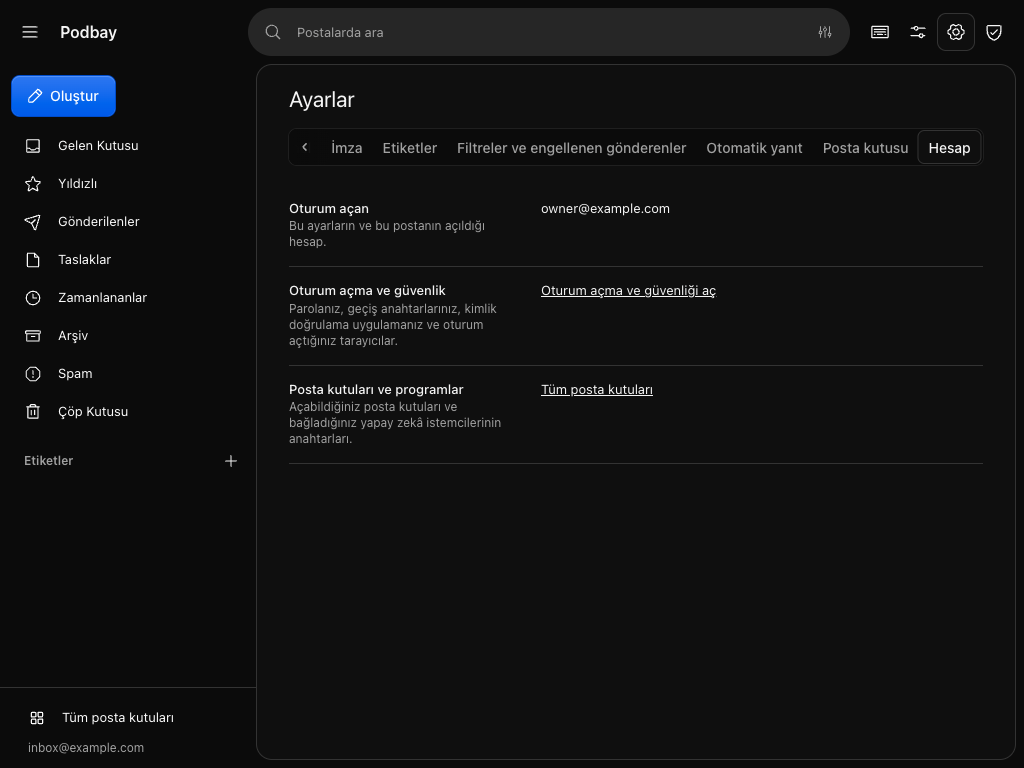 Podbay
Postalarda ara
Oluştur
Gelen Kutusu
Yıldızlı
Gönderilenler
Taslaklar
Zamanlananlar
Arşiv
Spam
Çöp Kutusu
Etiketler
Tüm posta kutuları
inbox@example.com
Ayarlar
İmza Etiketler Filtreler ve engellenen gönderenler Otomatik yanıt Posta kutusu Hesap
Oturum açan
Bu ayarların ve bu postanın açıldığı
hesap.
owner@example.com
Oturum açma ve güvenlik
Parolanız, geçiş anahtarlarınız, kimlik
doğrulama uygulamanız ve oturum
açtığınız tarayıcılar.
Oturum açma ve güvenliği aç
Posta kutuları ve programlar
Açabildiğiniz posta kutuları ve
bağladığınız yapay zekâ istemcilerinin
anahtarları.
Tüm posta kutuları